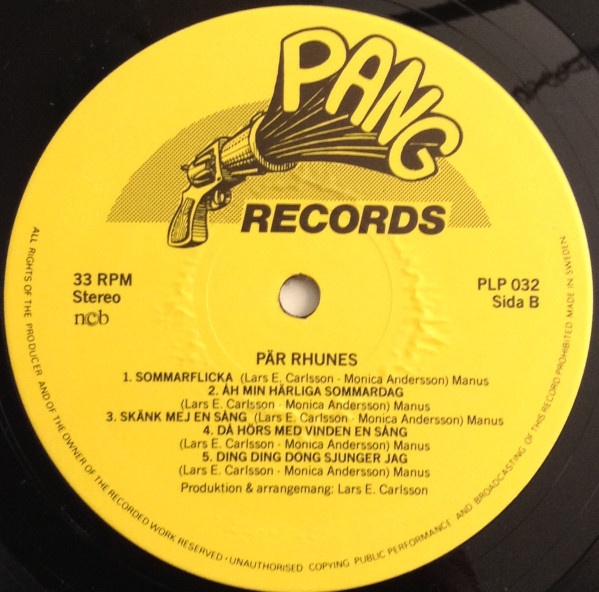 PANG
RECORDS
33 RPM
Stereo
ncb
PLP 032
Sida B
PÄR RHUNES
1. SOMMARFLICKA (Lars E. Carlsson - Monica Andersson) Manus
2. ÅH MIN HÄRLIGA SOMMARDAG
(Lars E. Carlsson - Monica Andersson) Manus
3. SKÄNK MEJ EN SÅNG (Lars E. Carlsson - Monica Andersson) Manus
4. DÅ HÖRS MED VINDEN EN SÅNG
(Lars E. Carlsson - Monica Andersson) Manus
5. DING DING DONG SJUNGER JAG
(Lars E. Carlsson - Monica Andersson) Manus
Produktion & arrangemang: Lars E. Carlsson
ALL RIGHTS OF THE PRODUCER AND OF THE OWNER OF THE RECORDED WORK RESERVED · UNAUTHORISED COPYING PUBLIC PERFORMANCE AND BROADCASTING OF THIS RECORD PROHIBITED MADE IN SWEDEN